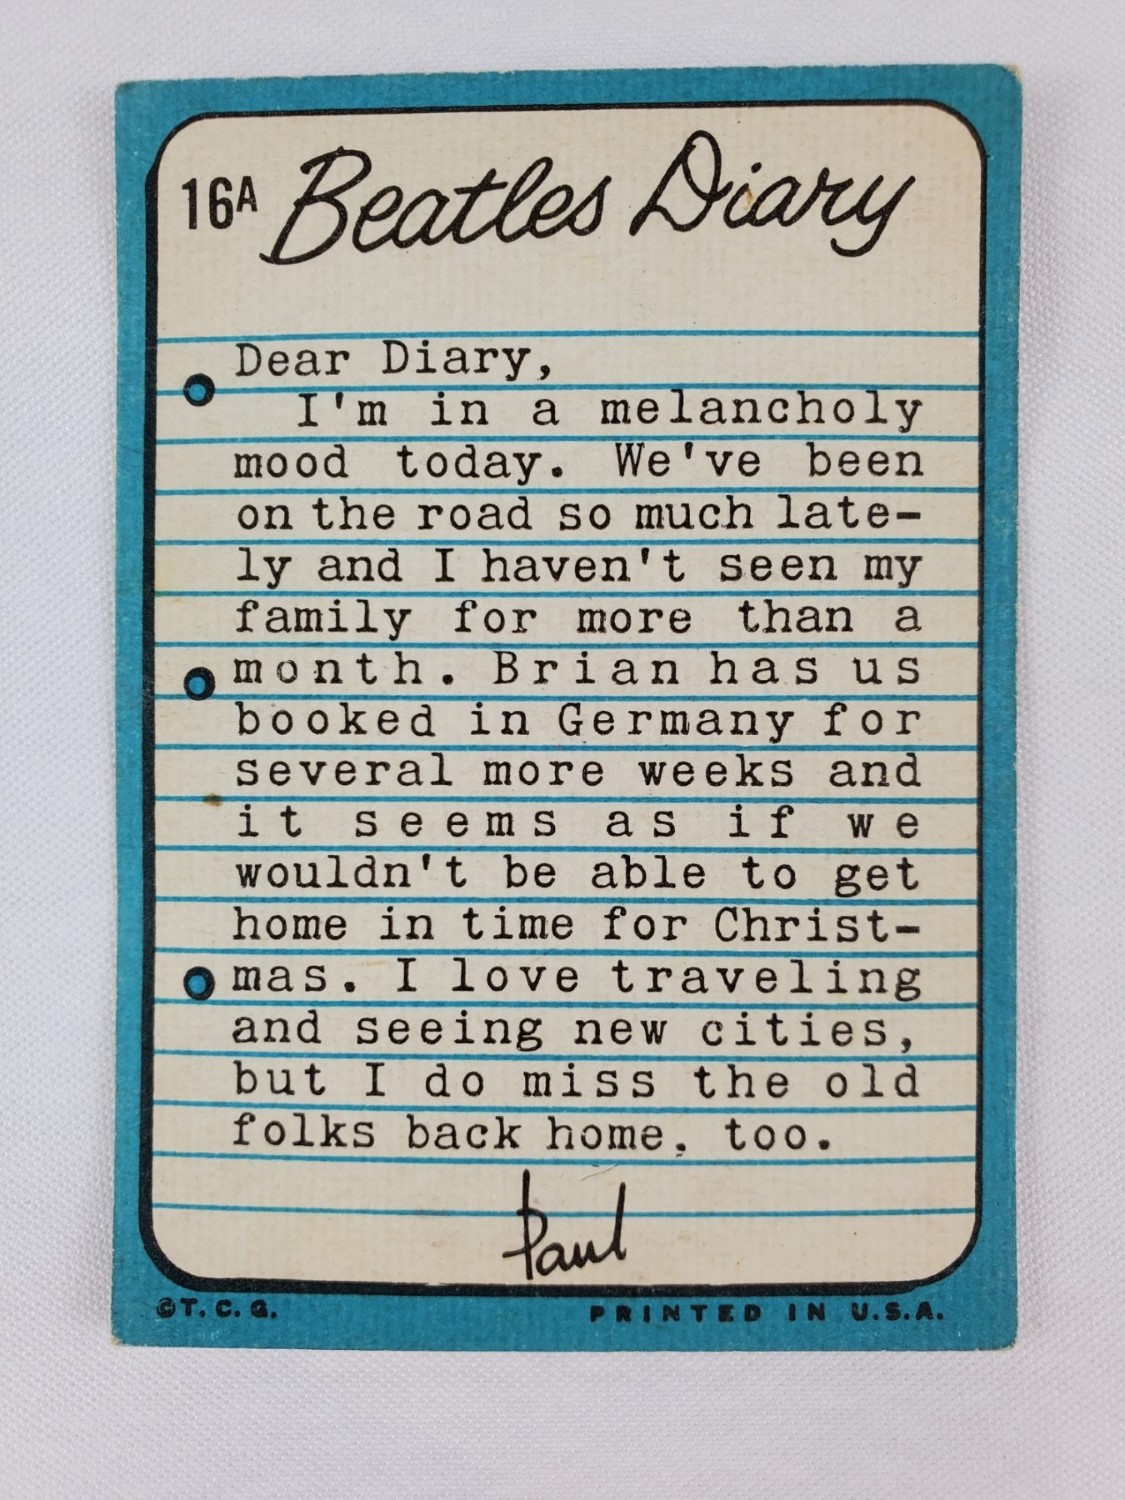 16A Beatles Diary
Dear Diary,
I'm in a melancholy
mood today. We've been
on the road so much late-
ly and I haven't seen my
family for more than a
month. Brian has us
booked in Germany for
several more weeks and
it seems as if we
wouldn't be able to get
home in time for Christ-
mas. I love traveling
and seeing new cities,
but I do miss the old
folks back home, too.
Paul
©T. C. G. PRINTED IN U.S.A.